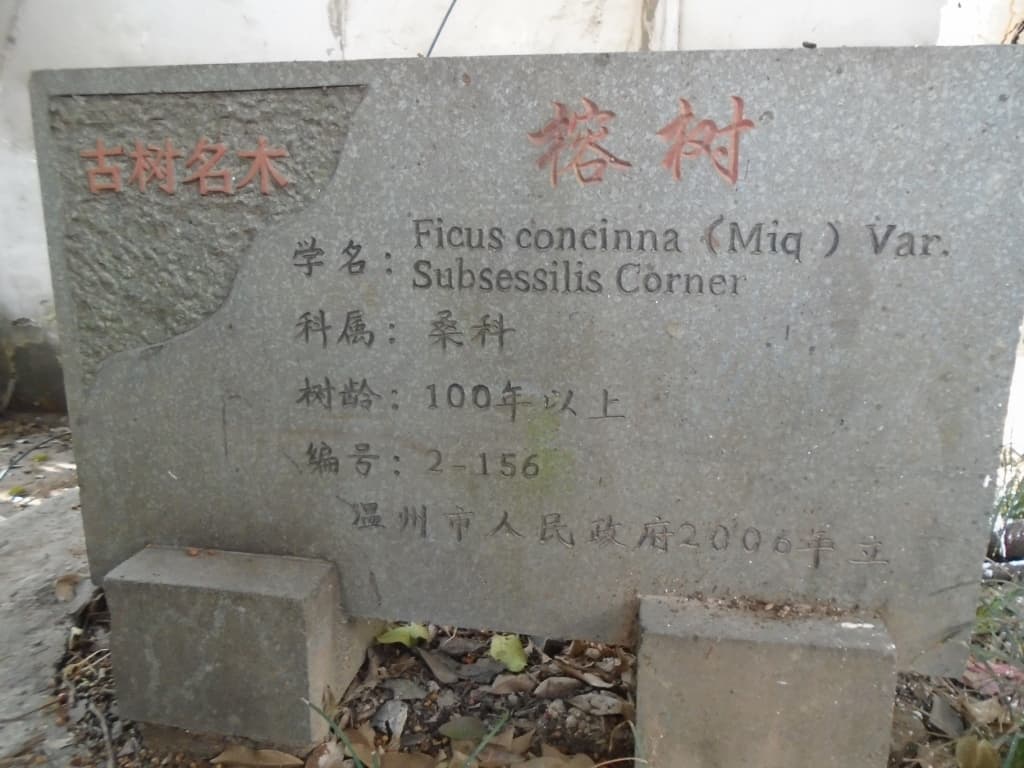 古树名木
榕树
学名：Ficus concinna（Miq ）Var.
Subsessilis Corner
科属：桑科
树龄：100年以上
编号：2-156
温州市人民政府2006年立